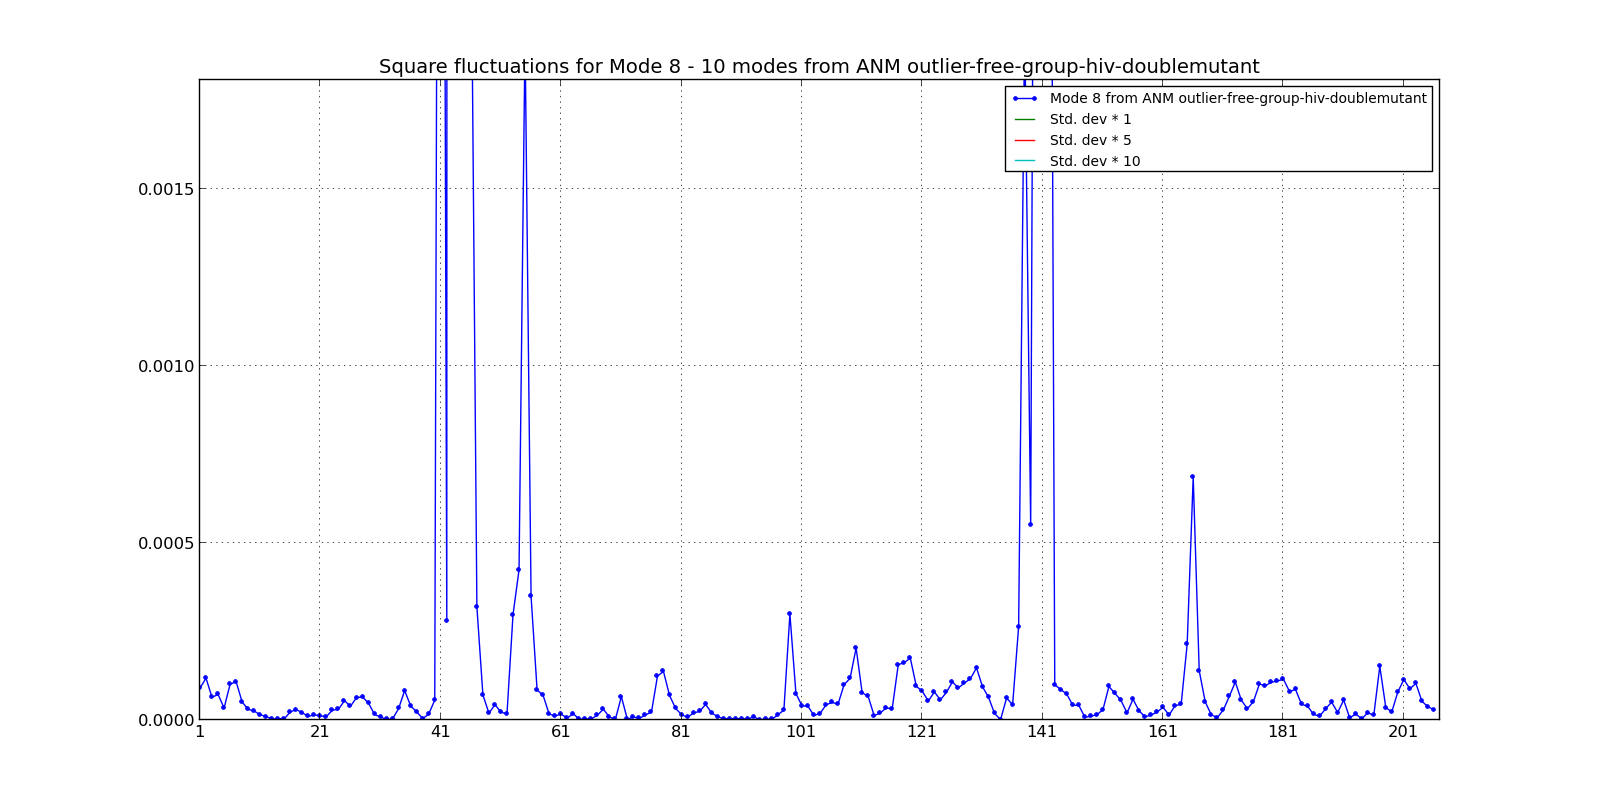 Square fluctuations for Mode 8 - 10 modes from ANM outlier-free-group-hiv-doublemutant
Mode 8 from ANM outlier-free-group-hiv-doublemutant
Std. dev * 1
Std. dev * 5
Std. dev * 10
0.0015
0.0010
0.0005
0.0000
1 21 41 61 81 101 121 141 161 181 201